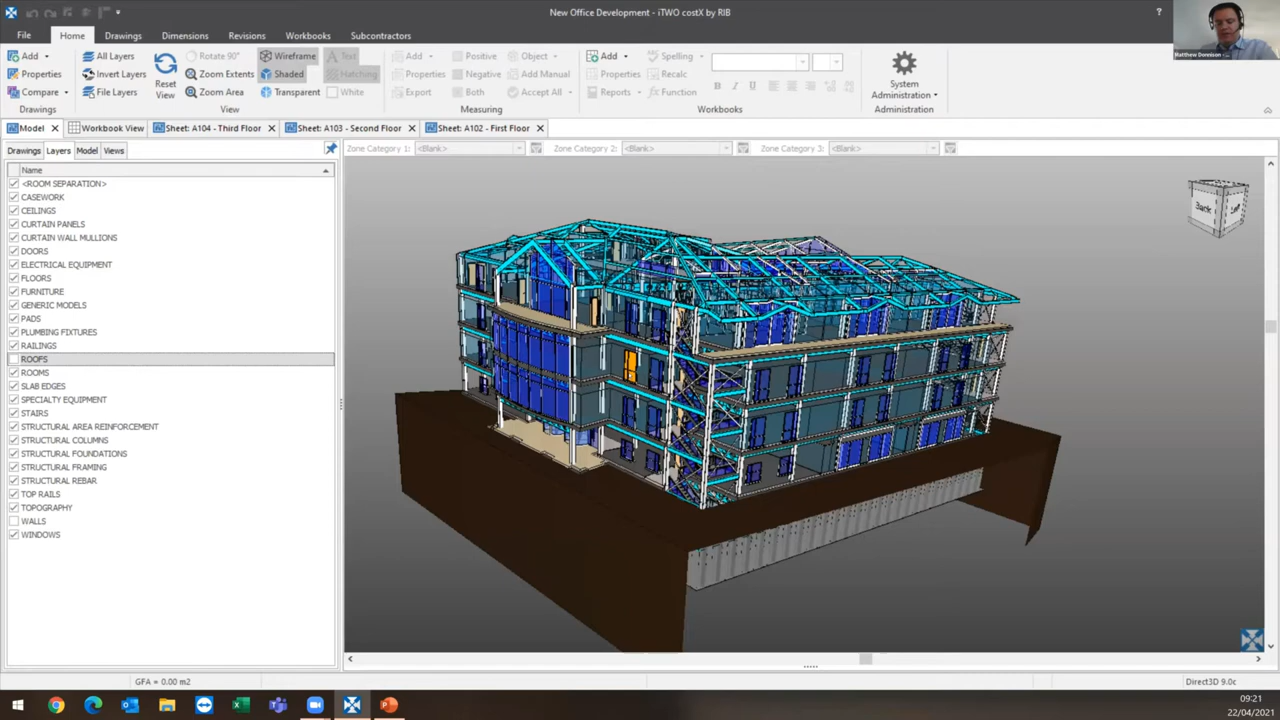 New Office Development - iTWO costX by RIB
?
Matthew Donnison - ...
File Home Drawings Dimensions Revisions Workbooks Subcontractors
Add
Properties
Compare
Drawings
All Layers
Invert Layers
File Layers
Reset View
Rotate 90°
Zoom Extents
Zoom Area
Wireframe
Shaded
Transparent
Text
Hatching
White
View
Add
Properties
Export
Positive
Negative
Both
Object
Add Manual
Accept All
Measuring
Add
Properties
Reports
Spelling
Recalc
Function
B I U
Workbooks
System
Administration
Administration
Model Workbook View Sheet: A104 - Third Floor Sheet: A103 - Second Floor Sheet: A102 - First Floor
Drawings Layers Model Views
Zone Category 1: <Blank> Zone Category 2: <Blank> Zone Category 3: <Blank>
Name
<ROOM SEPARATION>
CASEWORK
CEILINGS
CURTAIN PANELS
CURTAIN WALL MULLIONS
DOORS
ELECTRICAL EQUIPMENT
FLOORS
FURNITURE
GENERIC MODELS
PADS
PLUMBING FIXTURES
RAILINGS
ROOFS
ROOMS
SLAB EDGES
SPECIALTY EQUIPMENT
STAIRS
STRUCTURAL AREA REINFORCEMENT
STRUCTURAL COLUMNS
STRUCTURAL FOUNDATIONS
STRUCTURAL FRAMING
STRUCTURAL REBAR
TOP RAILS
TOPOGRAPHY
WALLS
WINDOWS
Back
GFA = 0.00 m2
Direct3D 9.0c
09:21
22/04/2021